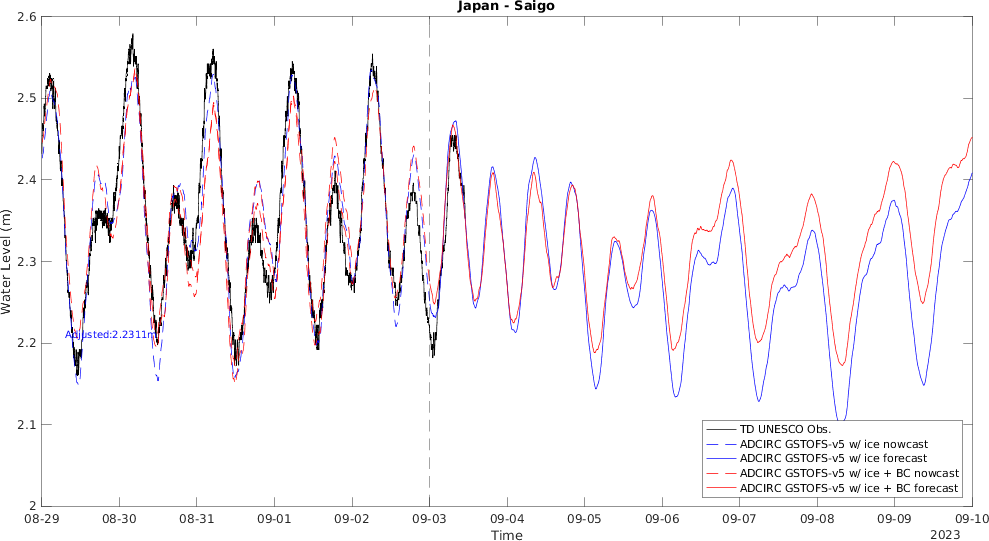 Japan - Saigo
2.6
2.5
2.4
2.3
2.2
2.1
2
Water Level (m)
Adjusted:2.2311m
TD UNESCO Obs.
ADCIRC GSTOFS-v5 w/ ice nowcast
ADCIRC GSTOFS-v5 w/ ice forecast
ADCIRC GSTOFS-v5 w/ ice + BC nowcast
ADCIRC GSTOFS-v5 w/ ice + BC forecast
08-29 08-30 08-31 09-01 09-02 09-03 09-04 09-05 09-06 09-07 09-08 09-09 09-10
Time
2023